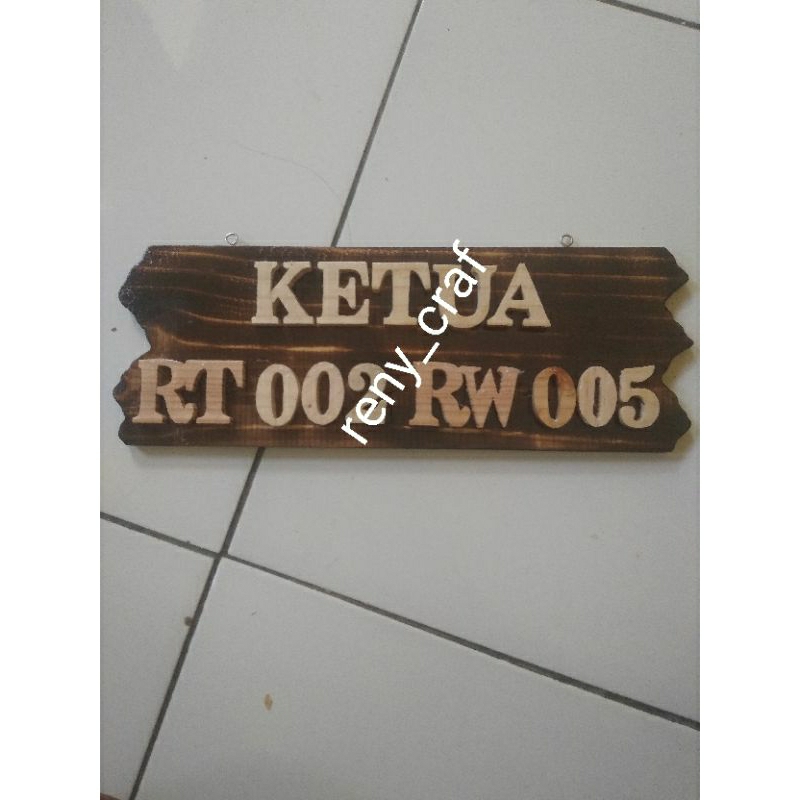 KETUA
RT 002 RW 005
reny_craf